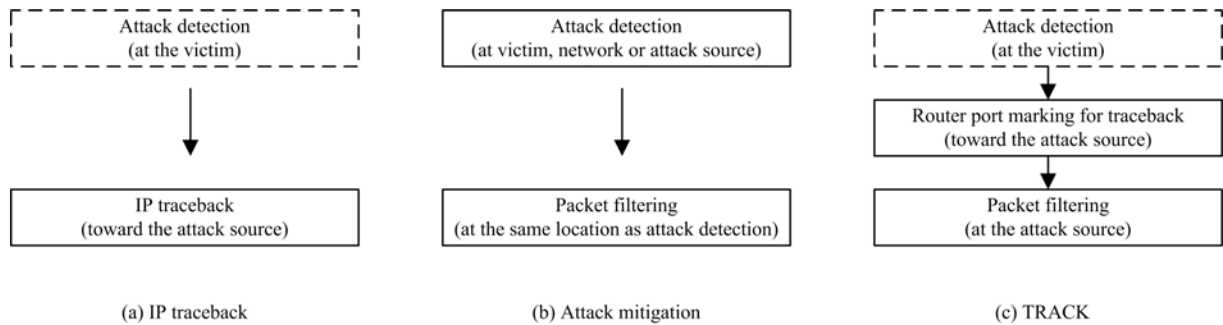 Attack detection
(at the victim)
IP traceback
(toward the attack source)
(a) IP traceback
Attack detection
(at victim, network or attack source)
Packet filtering
(at the same location as attack detection)
(b) Attack mitigation
Attack detection
(at the victim)
Router port marking for traceback
(toward the attack source)
Packet filtering
(at the attack source)
(c) TRACK